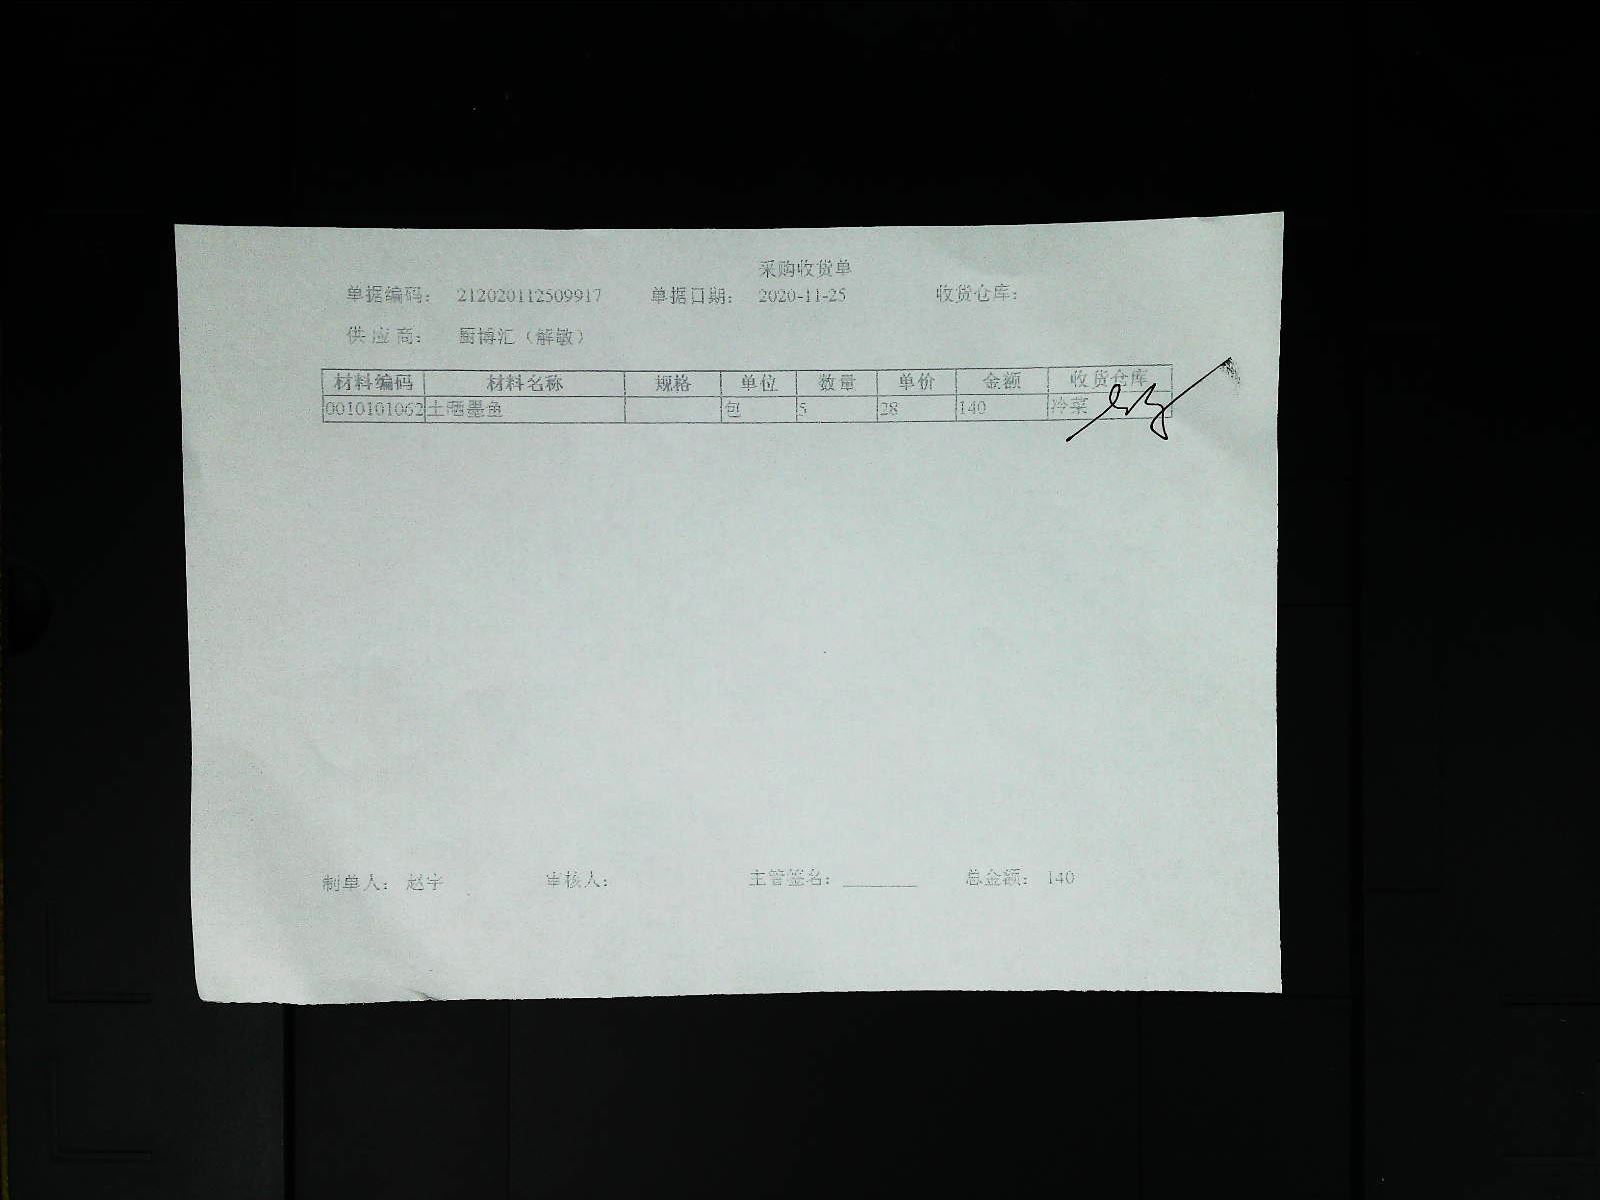 采购收货单
单据编码: 212020112509917 单据日期: 2020-11-25 收货仓库:
供应商: 厨博汇（解敏）
材料编码 材料名称 规格 单位 数量 单价 金额 收货仓库
0010101062 土晒墨鱼 包 5 28 140 冷菜
制单人: 赵宇 审核人: 主管签名: ________ 总金额: 140